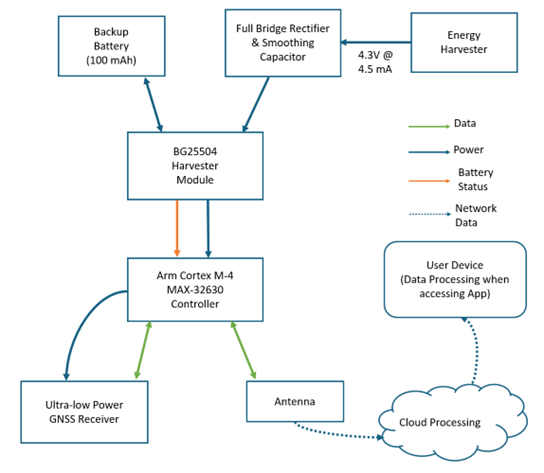 Backup
Battery
(100 mAh)
Full Bridge Rectifier
& Smoothing
Capacitor
4.3V @
4.5 mA
Energy
Harvester
Data
Power
Battery
Status
Network
Data
BG25504
Harvester
Module
Arm Cortex M-4
MAX-32630
Controller
User Device
(Data Processing when
accessing App)
Ultra-low Power
GNSS Receiver
Antenna
Cloud Processing